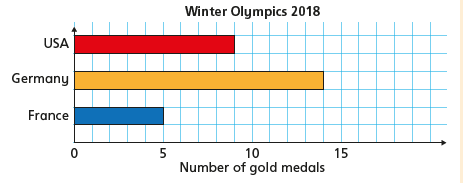 Winter Olympics 2018
USA
Germany
France
0 5 10 15
Number of gold medals